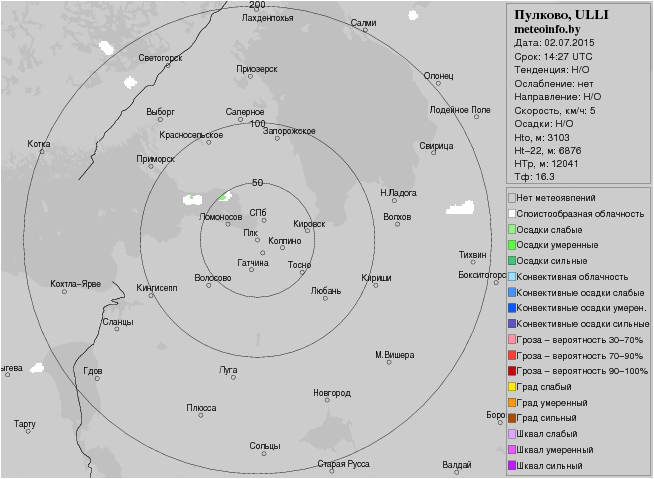 200
Лахденпохья
Салми
Светогорск
Приозерск
Олонец
Выборг
Салерное
Лодейное Поле
100
Запорожское
Красносельское
Котка
Свирица
Приморск
50
Н.Ладога
Ломоносов
СПб
Волхов
Кировск
Плк
Колпино
Тихвин
Гатчина
Тосно
Бокситогорс
Волосово
Кириши
Кохтла-Ярве
Кингисепп
Любань
Сланцы
М.Вишера
ыгева
Гдов
Луга
Новгород
Плюсса
Боро
Тарту
Сольцы
Старая Русса
Валдай
Пулково, ULLI
meteoinfo.by
Дата: 02.07.2015
Срок: 14:27 UTC
Тенденция: Н/О
Ослабление: нет
Направление: Н/О
Скорость, км/ч: 5
Осадки: Н/О
Hto, м: 3103
Ht-22, м: 6876
НТр, м: 12041
Тф: 16.3
Нет метеоявлений
Слоистообразная облачность
Осадки слабые
Осадки умеренные
Осадки сильные
Конвективная облачность
Конвективные осадки слабые
Конвективные осадки умерен.
Конвективные осадки сильные
Гроза – вероятность 30–70%
Гроза – вероятность 70–90%
Гроза – вероятность 90–100%
Град слабый
Град умеренный
Град сильный
Шквал слабый
Шквал умеренный
Шквал сильный